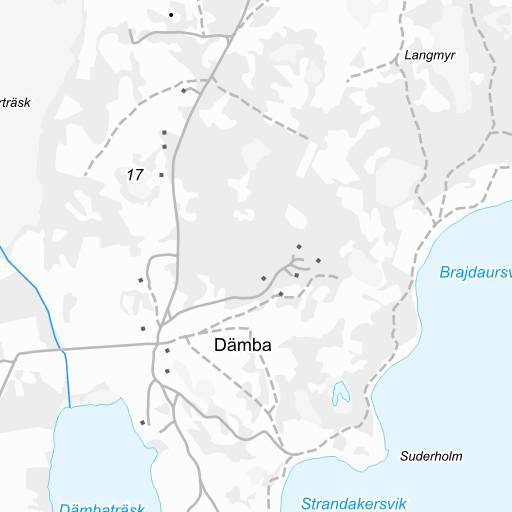 Langmyr
rträsk
17
Brajdaursv
Dämba
Suderholm
Strandakersvik
Dämbaträsk